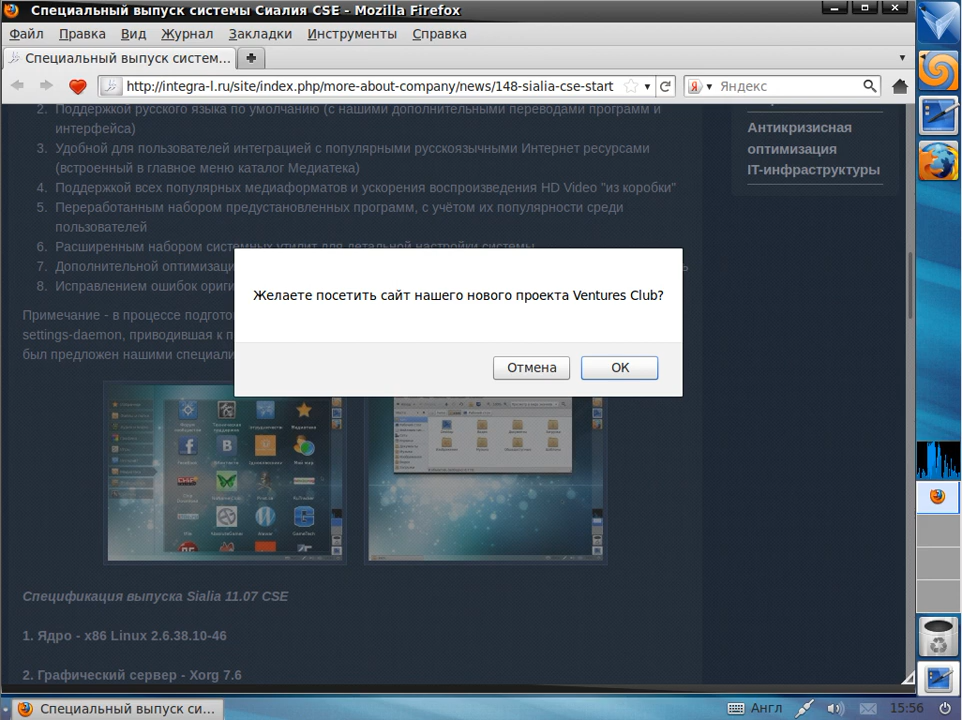 Специальный выпуск системы Сиалия CSE - Mozilla Firefox
Файл Правка Вид Журнал Закладки Инструменты Справка
Специальный выпуск систем...
http://integra-l.ru/site/index.php/more-about-company/news/148-sialia-cse-start
Яндекс
2. Поддержкой русского языка по умолчанию (с нашими дополнительными переводами программ и
интерфейса)
3. Удобной для пользователей интеграцией с популярными русскоязычными Интернет ресурсами
(встроенный в главное меню каталог Медиатека)
4. Поддержкой всех популярных медиаформатов и ускорения воспроизведения HD Video "из коробки"
5. Переработанным набором предустановленных программ, с учётом их популярности среди
пользователей
6. Расширенным набором системных утилит для детальной настройки системы
7. Дополнительной оптимизаци
8. Исправлением ошибок ориги
Примечание - в процессе подгото
settings-daemon, приводившая к п
был предложен нашими специали
Антикризисная
оптимизация
IT-инфраструктуры
Желаете посетить сайт нашего нового проекта Ventures Club?
Отмена
OK
Спецификация выпуска Sialia 11.07 CSE
1. Ядро - x86 Linux 2.6.38.10-46
2. Графический сервер - Xorg 7.6
Специальный выпуск си...
Англ
15:56